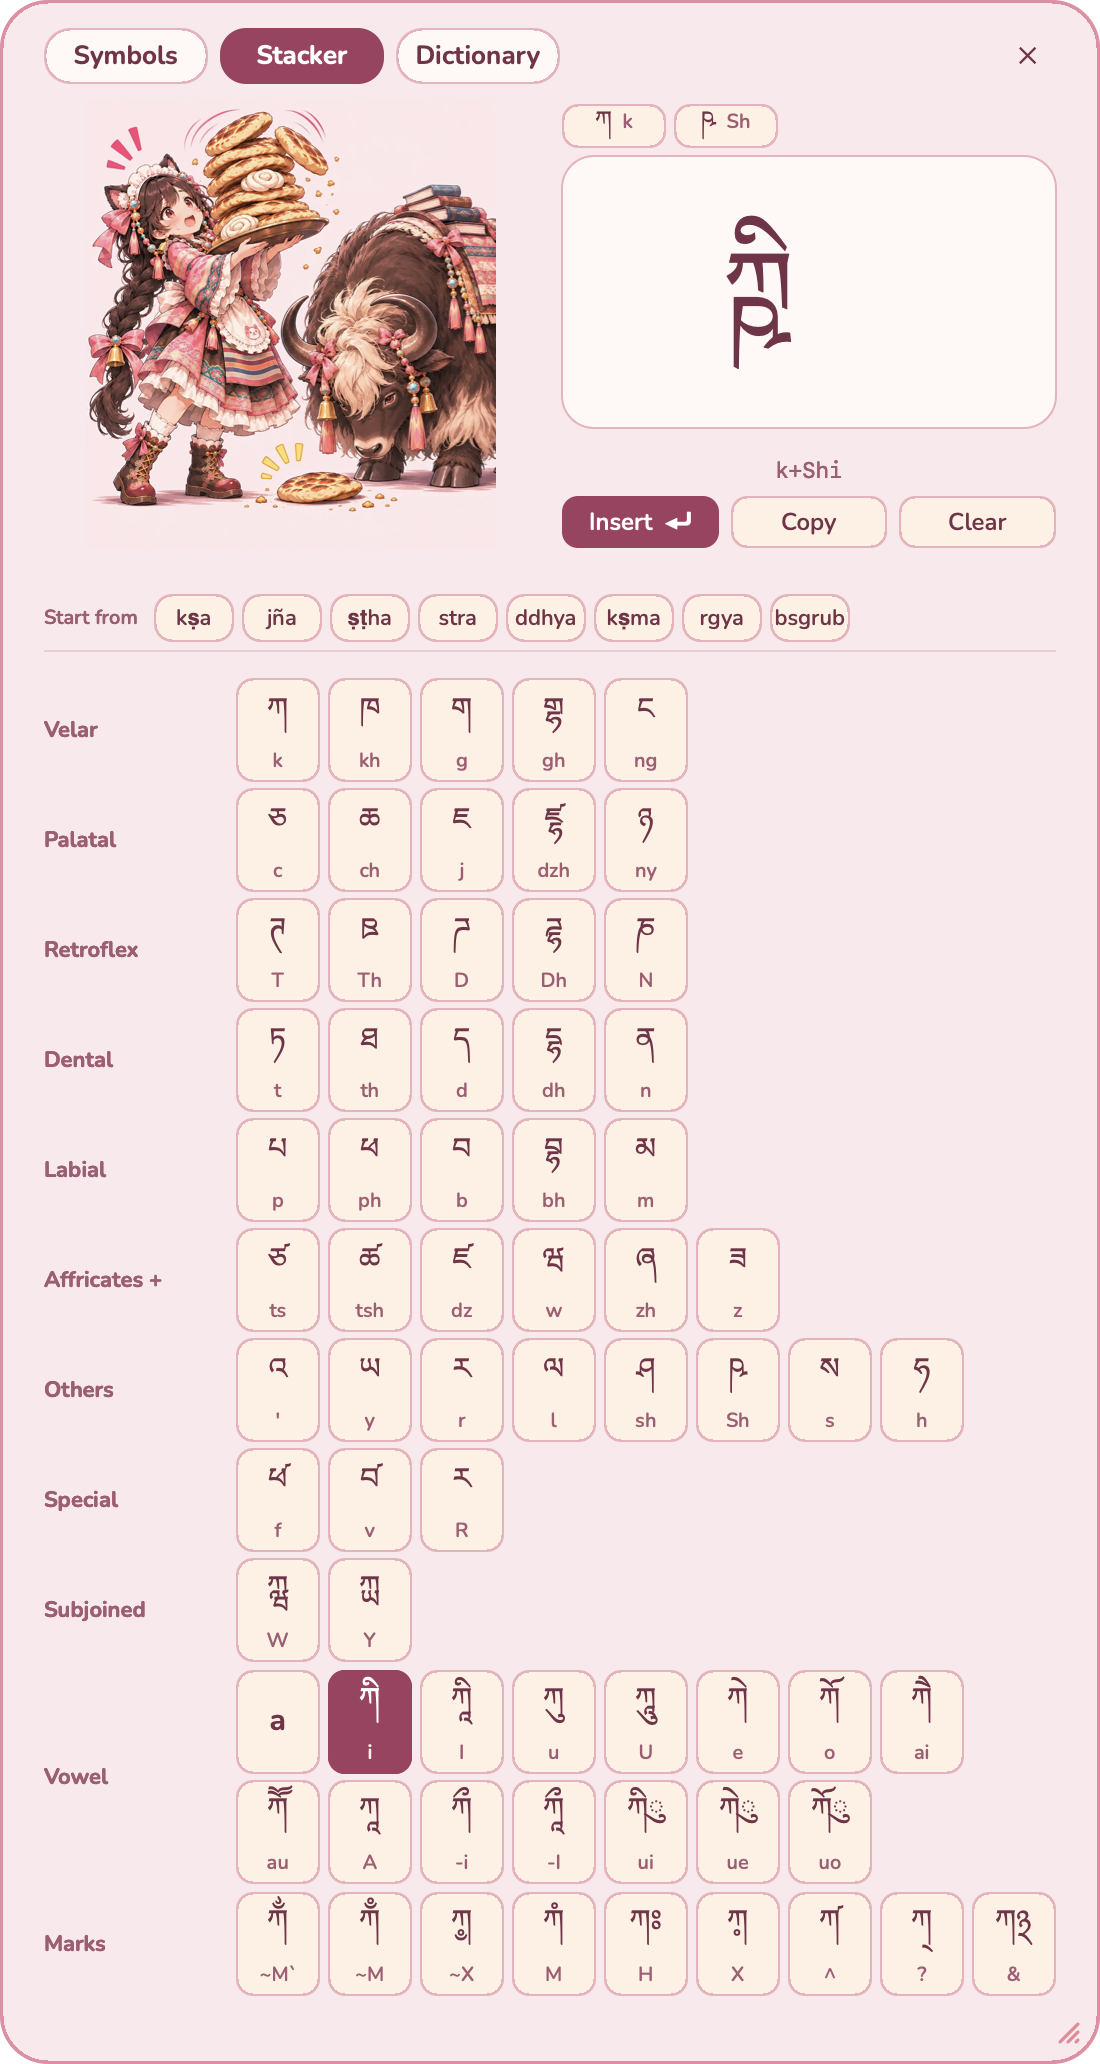 Symbols Stacker Dictionary ×
ཀ k ཥ Sh
ཀྵི
k+Shi
Insert Copy Clear
Start from kṣa jña ṣṭha stra ddhya kṣma rgya bsgrub
Velar
ཀ ཁ ག གྷ ང
k kh g gh ng
Palatal
ཅ ཆ ཇ ཛྷ ཉ
c ch j dzh ny
Retroflex
ཊ ཋ ཌ ཌྷ ཎ
T Th D Dh N
Dental
ཏ ཐ ད དྷ ན
t th d dh n
Labial
པ ཕ བ བྷ མ
p ph b bh m
Affricates +
ཙ ཚ ཛ ཝ ཞ ཟ
ts tsh dz w zh z
Others
འ ཡ ར ལ ཤ ཥ ས ཧ
' y r l sh Sh s h
Special
ཕ༹ བ༹ ཪ
f v R
Subjoined
ཀྺ ཀྻ
W Y
Vowel
a ཀི ཀཱི ཀུ ཀཱུ ཀེ ཀོ ཀཻ
i I u U e o ai
ཀཽ ཀཱ ཀྀ ཀཱྀ ཀིུ ཀེུ ཀོུ
au A -i -I ui ue uo
Marks
ཀྂ ཀྃ ཀ༵ ཀཾ ཀཿ ཀ༷ ཀ༹ ཀ྄ ཀ྅
~M` ~M ~X M H X ^ ? &